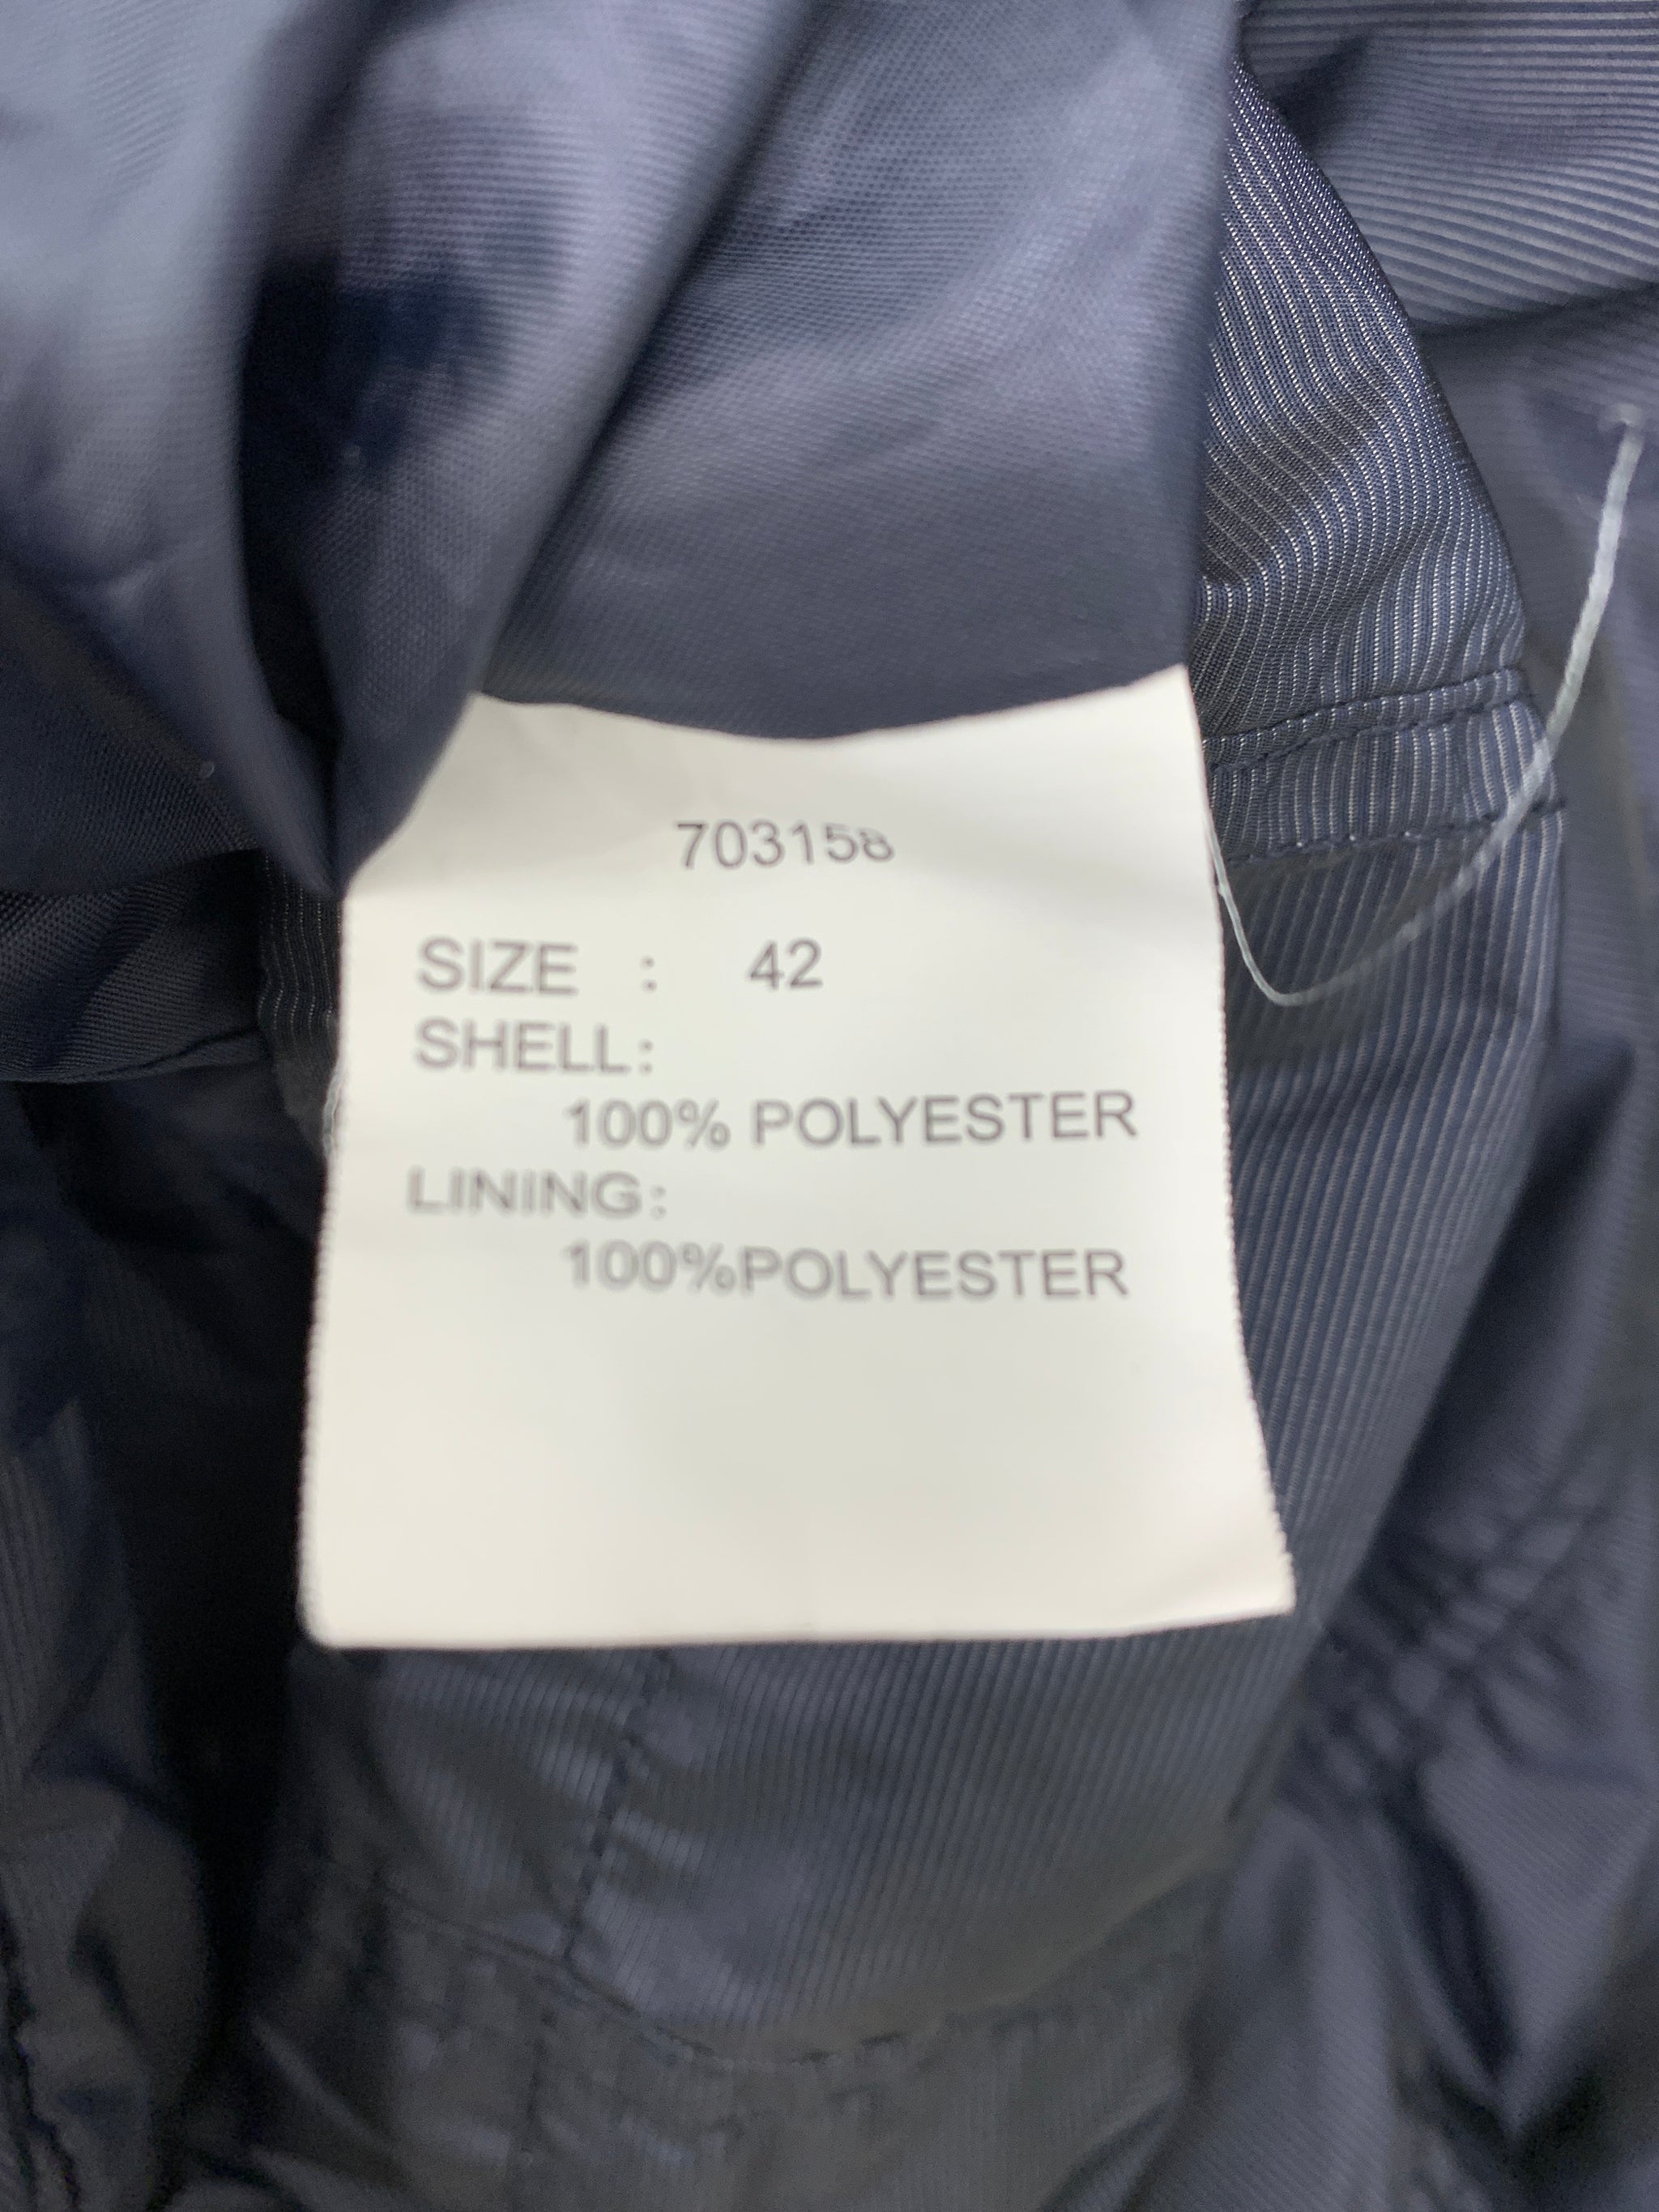 703158
SIZE : 42
SHELL:
100% POLYESTER
LINING:
100%POLYESTER